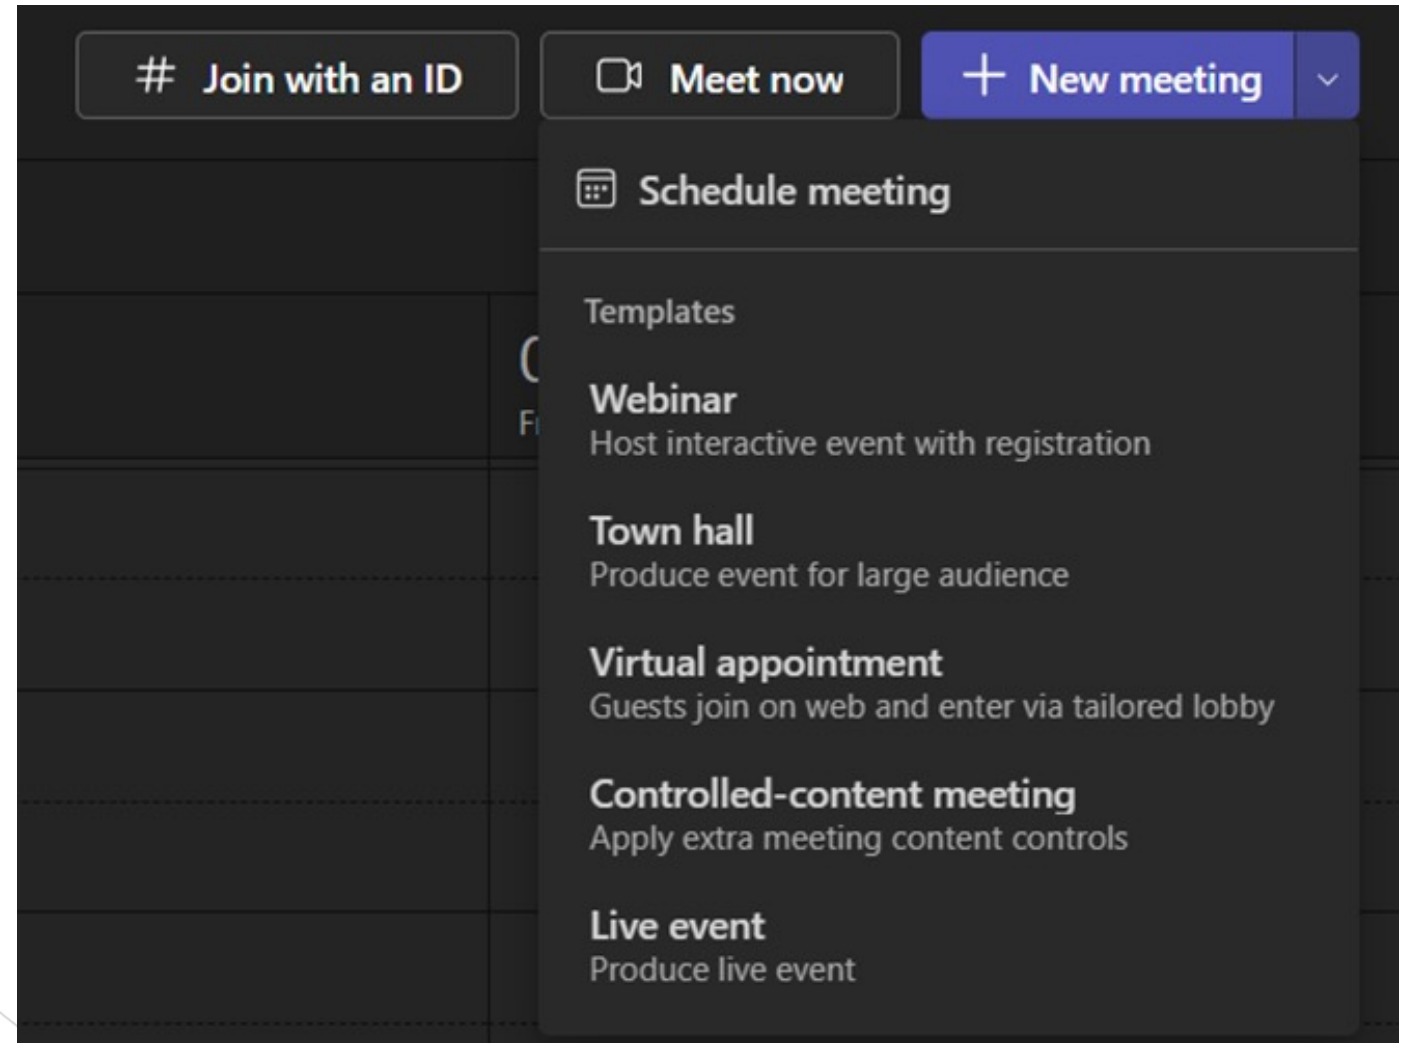 # Join with an ID
Meet now
+ New meeting
Schedule meeting
Templates
Webinar
Host interactive event with registration
Town hall
Produce event for large audience
Virtual appointment
Guests join on web and enter via tailored lobby
Controlled-content meeting
Apply extra meeting content controls
Live event
Produce live event